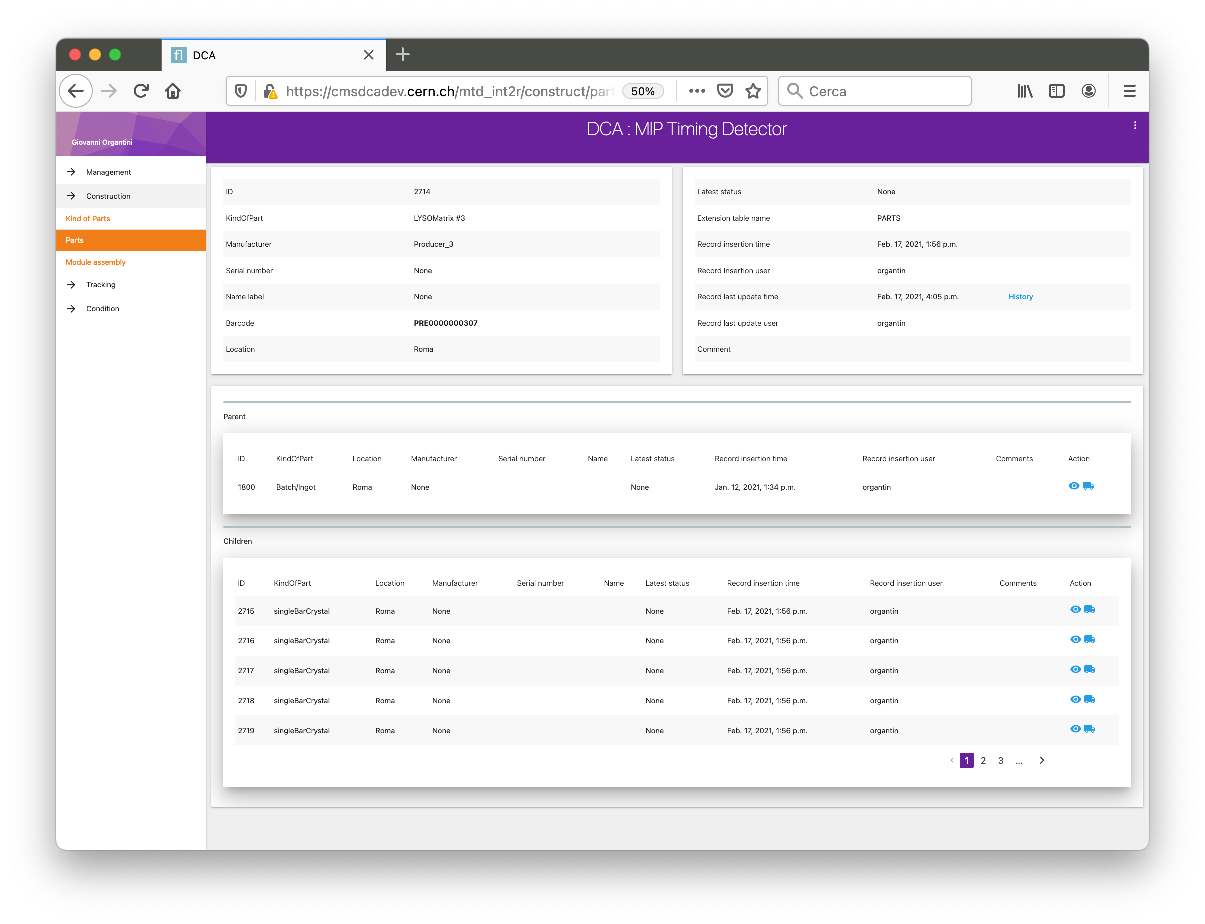 DCA
https://cmsdcadev.cern.ch/mtd_int2r/construct/part 50% Cerca
Giovanni Organtini
DCA : MIP Timing Detector
Management
Construction
Kind of Parts
Parts
Module assembly
Tracking
Condition
ID 2714
KindOfPart LYSOMatrix #3
Manufacturer Producer_3
Serial number None
Name label None
Barcode PRE0000000307
Location Roma
Latest status None
Extension table name PARTS
Record insertion time Feb. 17, 2021, 1:56 p.m.
Record Insertion user organtin
Record last update time Feb. 17, 2021, 4:05 p.m. History
Record last update user organtin
Comment
Parent
ID KindOfPart Location Manufacturer Serial number Name Latest status Record insertion time Record insertion user Comments Action
1800 Batch/Ingot Roma None None Jan. 12, 2021, 1:34 p.m. organtin
Children
ID KindOfPart Location Manufacturer Serial number Name Latest status Record insertion time Record insertion user Comments Action
2715 singleBarCrystal Roma None None Feb. 17, 2021, 1:56 p.m. organtin
2716 singleBarCrystal Roma None None Feb. 17, 2021, 1:56 p.m. organtin
2717 singleBarCrystal Roma None None Feb. 17, 2021, 1:56 p.m. organtin
2718 singleBarCrystal Roma None None Feb. 17, 2021, 1:56 p.m. organtin
2719 singleBarCrystal Roma None None Feb. 17, 2021, 1:56 p.m. organtin
1 2 3 ...